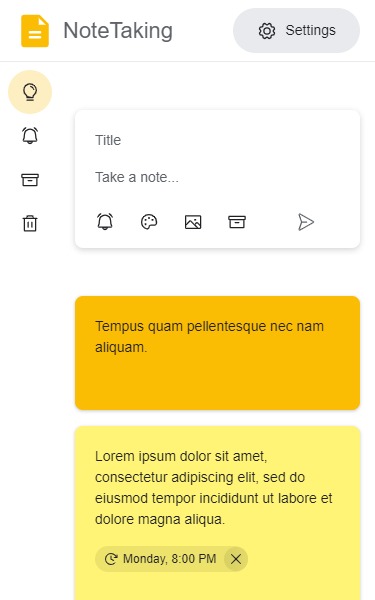 NoteTaking
Settings
Title
Take a note...
Tempus quam pellentesque nec nam
aliquam.
Lorem ipsum dolor sit amet,
consectetur adipiscing elit, sed do
eiusmod tempor incididunt ut labore et
dolore magna aliqua.
Monday, 8:00 PM